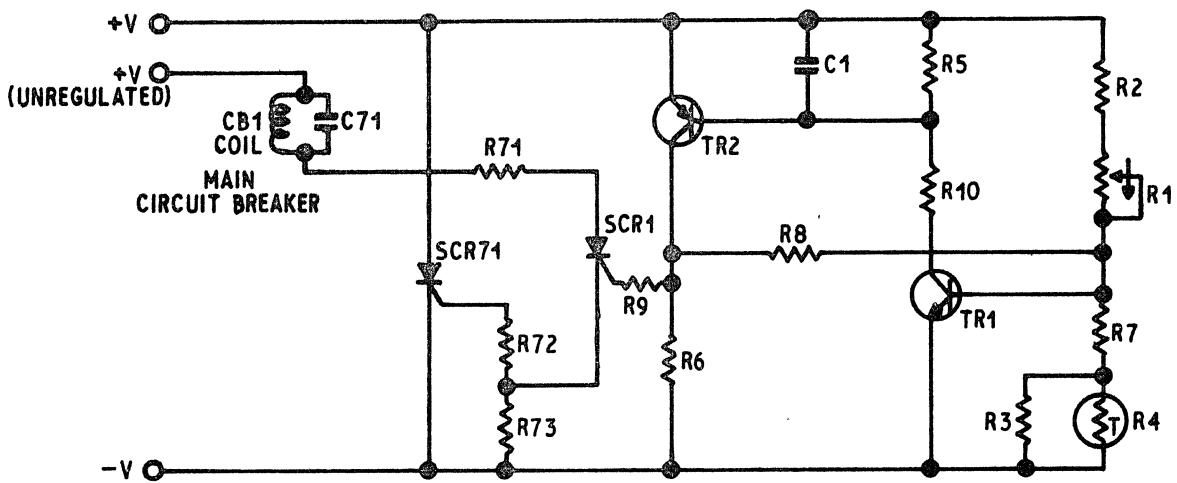 +V
+V
(UNREGULATED)
CB1
COIL
C71
MAIN
CIRCUIT BREAKER
R71
SCR1
SCR71
R72
R73
R9
R6
TR2
C1
R5
R2
R10
R1
R8
TR1
R7
R3
T
R4
-V